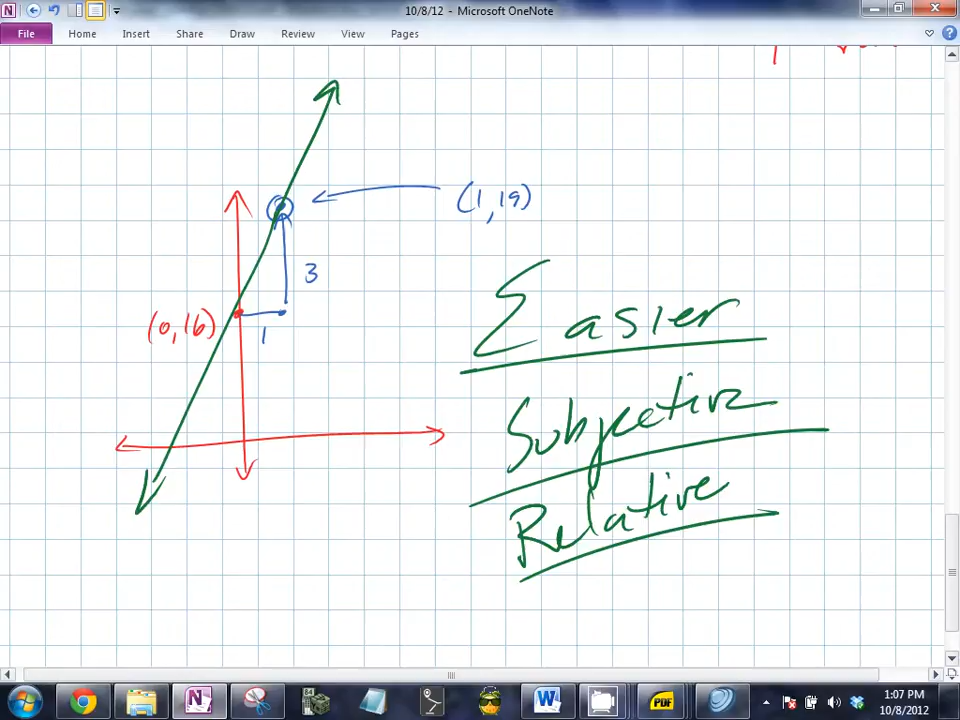 10/8/12 - Microsoft OneNote
File Home Insert Share Draw Review View Pages
(1,19)
3
(0,16)
1
Easier
Subjective
Relative
W
PDF
1:07 PM
10/8/2012